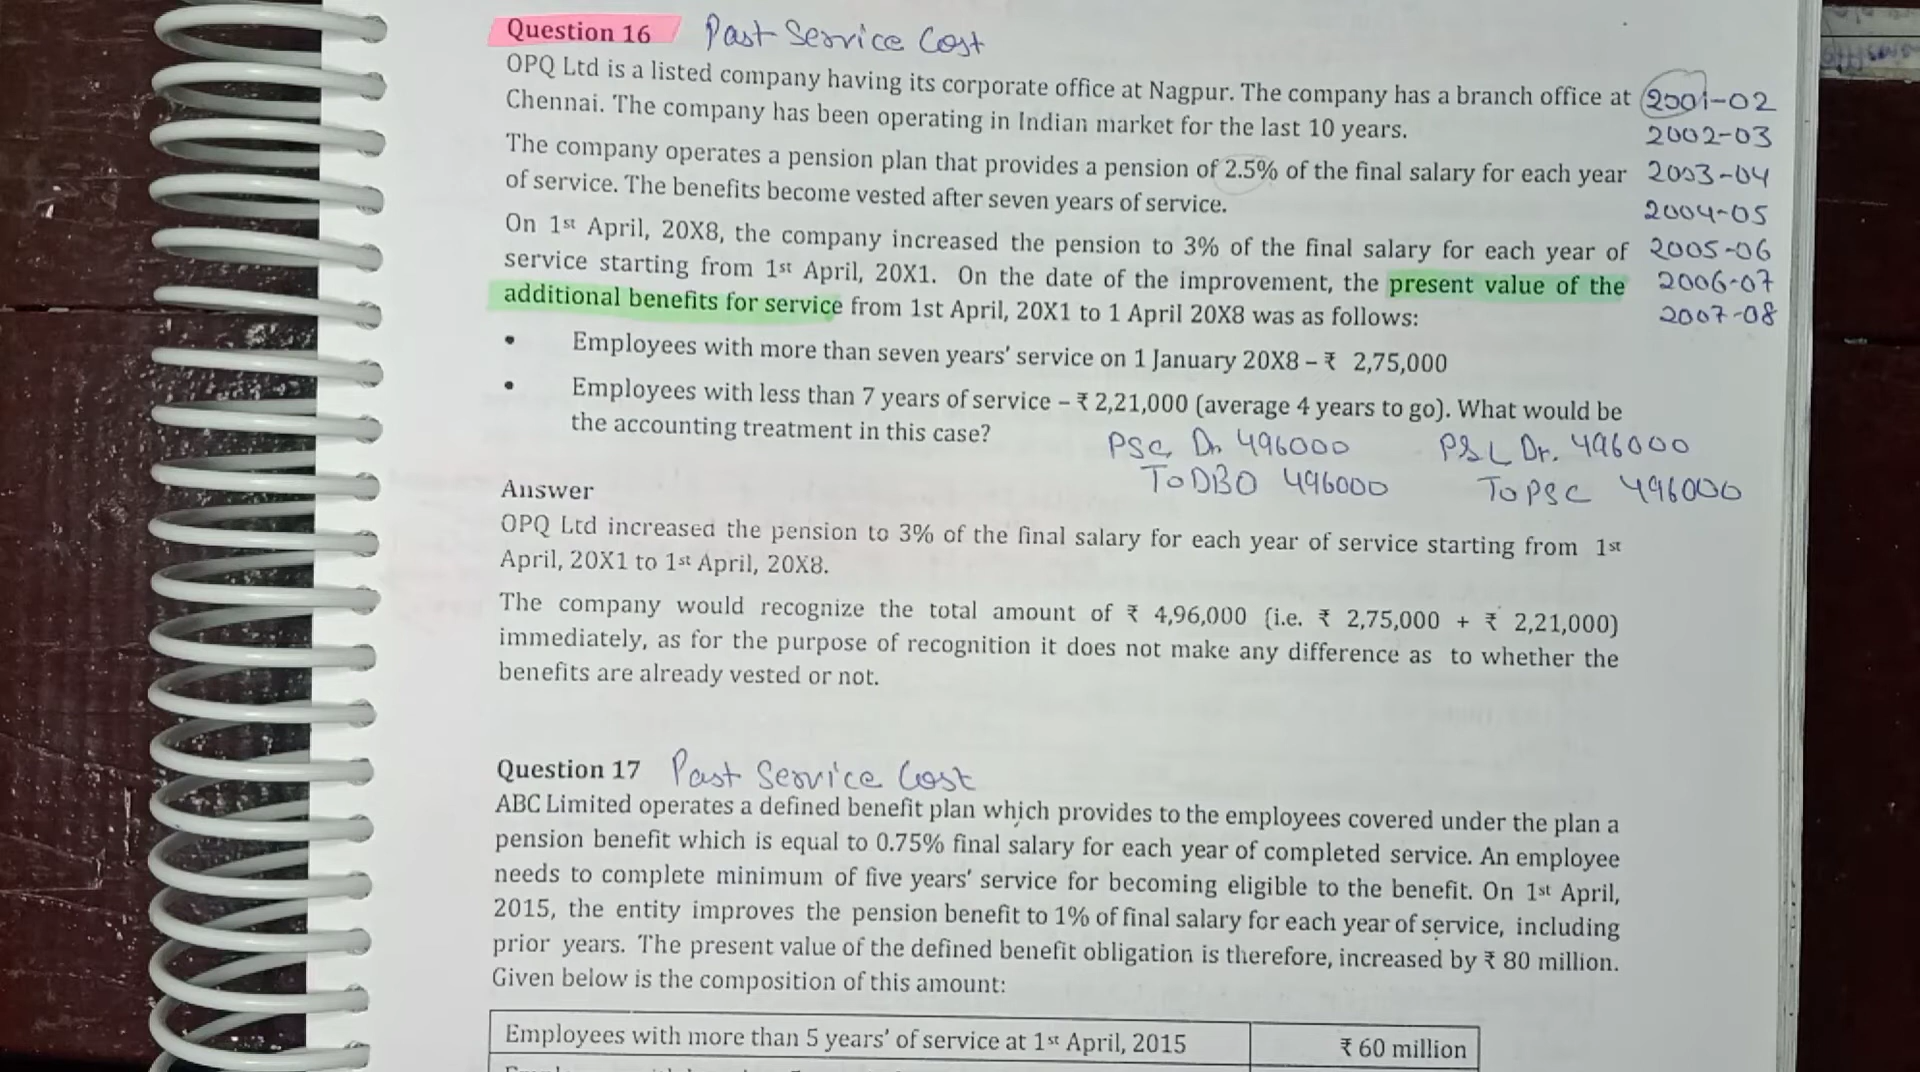 Question 16 Past Service Cost
OPQ Ltd is a listed company having its corporate office at Nagpur. The company has a branch office at
Chennai. The company has been operating in Indian market for the last 10 years.
The company operates a pension plan that provides a pension of 2.5% of the final salary for each year
of service. The benefits become vested after seven years of service.
On 1st April, 20X8, the company increased the pension to 3% of the final salary for each year of
service starting from 1st April, 20X1. On the date of the improvement, the present value of the
additional benefits for service from 1st April, 20X1 to 1 April 20X8 was as follows:
2001-02
2002-03
2003-04
2004-05
2005-06
2006-07
2007-08
• Employees with more than seven years' service on 1 January 20X8 – ₹ 2,75,000
• Employees with less than 7 years of service – ₹ 2,21,000 (average 4 years to go). What would be
the accounting treatment in this case?
PSC Dr 496000
To DBO 496000
P&L Dr. 496000
To PSC 496000
Answer
OPQ Ltd increased the pension to 3% of the final salary for each year of service starting from 1st
April, 20X1 to 1st April, 20X8.
The company would recognize the total amount of ₹ 4,96,000 (i.e. ₹ 2,75,000 + ₹ 2,21,000)
immediately, as for the purpose of recognition it does not make any difference as to whether the
benefits are already vested or not.
Question 17 Past Service Cost
ABC Limited operates a defined benefit plan which provides to the employees covered under the plan a
pension benefit which is equal to 0.75% final salary for each year of completed service. An employee
needs to complete minimum of five years' service for becoming eligible to the benefit. On 1st April,
2015, the entity improves the pension benefit to 1% of final salary for each year of service, including
prior years. The present value of the defined benefit obligation is therefore, increased by ₹ 80 million.
Given below is the composition of this amount:
Employees with more than 5 years' of service at 1st April, 2015 ₹ 60 million